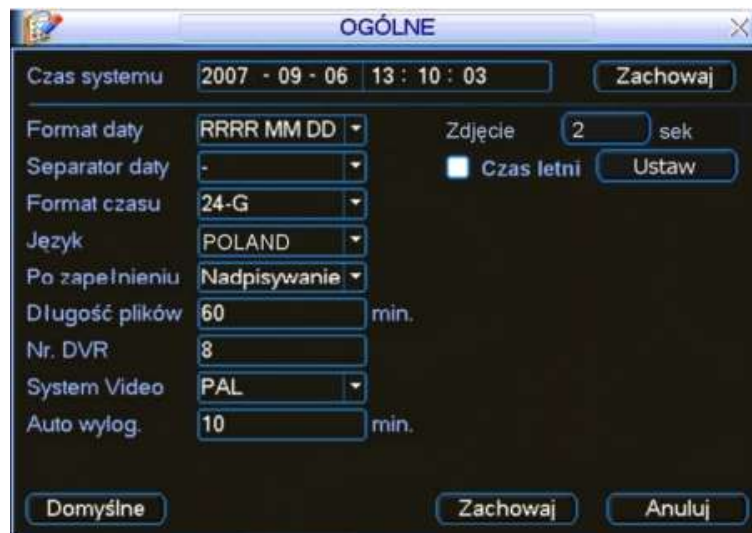 OGÓLNE
Czas systemu 2007 - 09 - 06 13 : 10 : 03 Zachowaj
Format daty RRRR MM DD Zdjęcie 2 sek
Separator daty - Czas letni Ustaw
Format czasu 24-G
Język POLAND
Po zapełnieniu Nadpisywanie
Długość plików 60 min.
Nr. DVR 8
System Video PAL
Auto wylog. 10 min.
Domyślne Zachowaj Anuluj